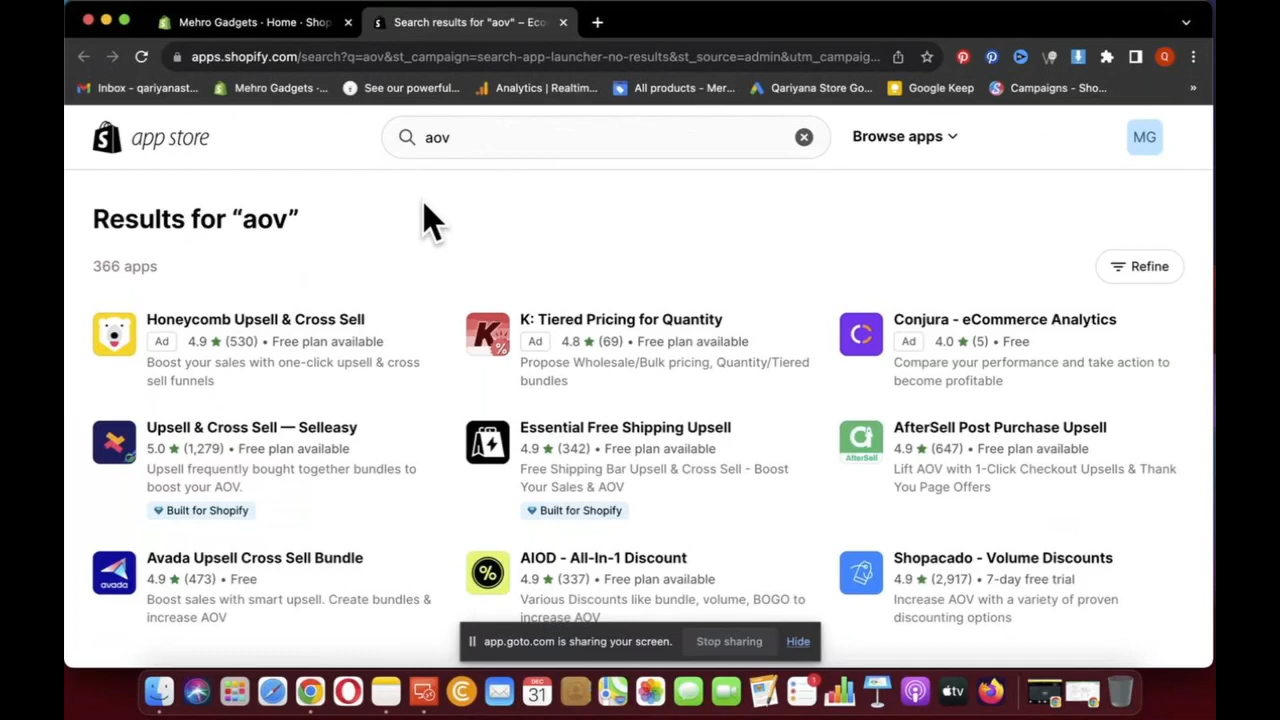 Mehro Gadgets · Home · Shop
Search results for "aov" – Eco
apps.shopify.com/search?q=aov&st_campaign=search-app-launcher-no-results&st_source=admin&utm_campaig...
Inbox - qariyanast...
Mehro Gadgets ·...
See our powerful...
Analytics | Realtim...
All products - Mer...
Qariyana Store Go...
Google Keep
Campaigns - Sho...
»
app store
aov
Browse apps
MG
Results for “aov”
366 apps
Refine
Honeycomb Upsell & Cross Sell
Ad 4.9 ★ (530) • Free plan available
Boost your sales with one-click upsell & cross
sell funnels
K: Tiered Pricing for Quantity
Ad 4.8 ★ (69) • Free plan available
Propose Wholesale/Bulk pricing, Quantity/Tiered
bundles
Conjura - eCommerce Analytics
Ad 4.0 ★ (5) • Free
Compare your performance and take action to
become profitable
Upsell & Cross Sell — Selleasy
5.0 ★ (1,279) • Free plan available
Upsell frequently bought together bundles to
boost your AOV.
Built for Shopify
Essential Free Shipping Upsell
4.9 ★ (342) • Free plan available
Free Shipping Bar Upsell & Cross Sell - Boost
Your Sales & AOV
Built for Shopify
AfterSell
AfterSell Post Purchase Upsell
4.9 ★ (647) • Free plan available
Lift AOV with 1-Click Checkout Upsells & Thank
You Page Offers
avada
Avada Upsell Cross Sell Bundle
4.9 ★ (473) • Free
Boost sales with smart upsell. Create bundles &
increase AOV
AIOD - All-In-1 Discount
4.9 ★ (337) • Free plan available
Various Discounts like bundle, volume, BOGO to
increase AOV
Shopacado - Volume Discounts
4.9 ★ (2,917) • 7-day free trial
Increase AOV with a variety of proven
discounting options
app.goto.com is sharing your screen.
Stop sharing
Hide
DEC
31
1
tv